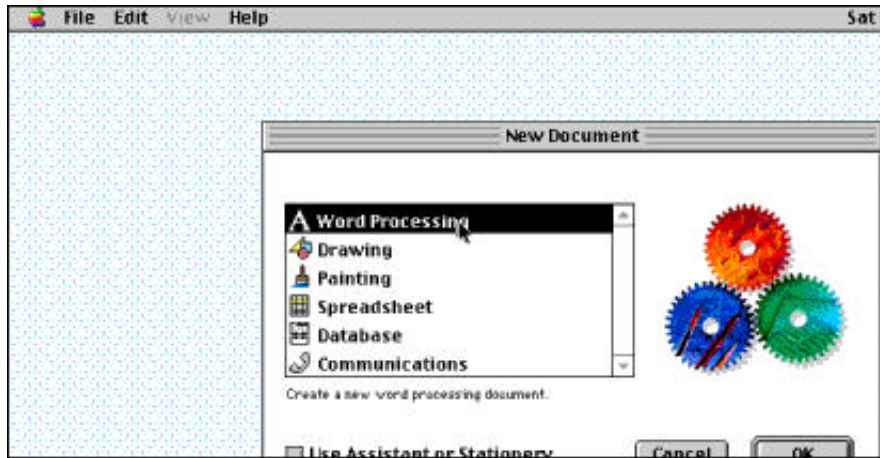 File Edit View Help Sat
New Document
Word Processing
Drawing
Painting
Spreadsheet
Database
Communications
Create a new word processing document.
Use Assistant or Stationery Cancel OK